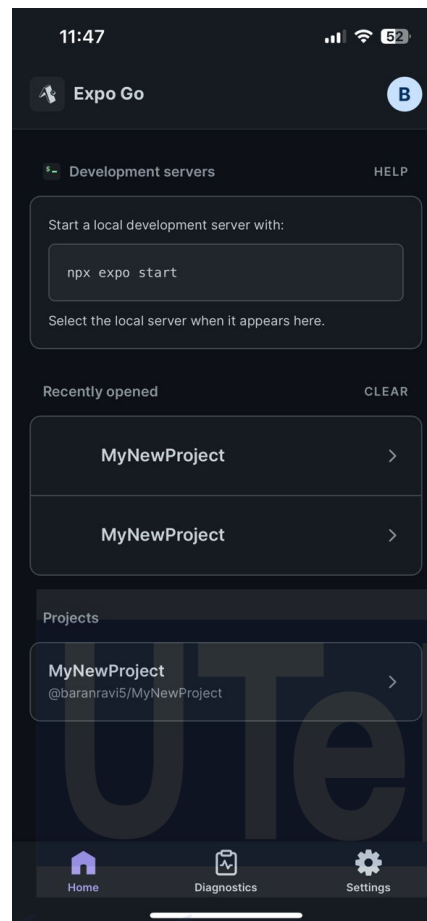 11:47
52
Expo Go
B
Development servers
HELP
Start a local development server with:
npx expo start
Select the local server when it appears here.
Recently opened
CLEAR
MyNewProject
MyNewProject
Projects
MyNewProject
@baranravi5/MyNewProject
UTe
Home
Diagnostics
Settings